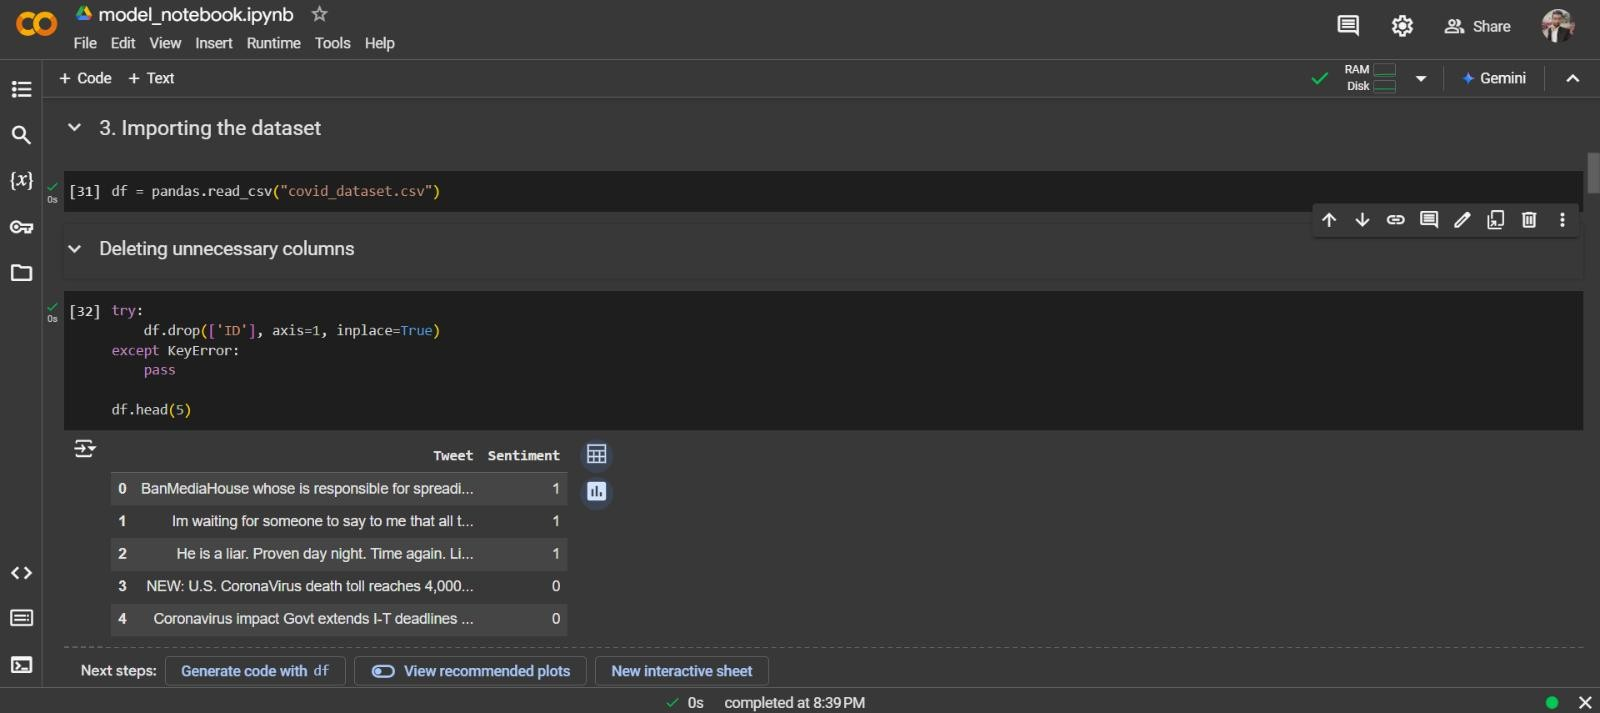 model_notebook.ipynb
File Edit View Insert Runtime Tools Help
Share
+ Code + Text
RAM
Disk
Gemini
3. Importing the dataset
0s
[31] df = pandas.read_csv("covid_dataset.csv")
Deleting unnecessary columns
0s
[32] try:
df.drop(['ID'], axis=1, inplace=True)
except KeyError:
pass
df.head(5)
Tweet Sentiment
0 BanMediaHouse whose is responsible for spreadi... 1
1 Im waiting for someone to say to me that all t... 1
2 He is a liar. Proven day night. Time again. Li... 1
3 NEW: U.S. CoronaVirus death toll reaches 4,000... 0
4 Coronavirus impact Govt extends I-T deadlines ... 0
Next steps: Generate code with df View recommended plots New interactive sheet
0s completed at 8:39 PM